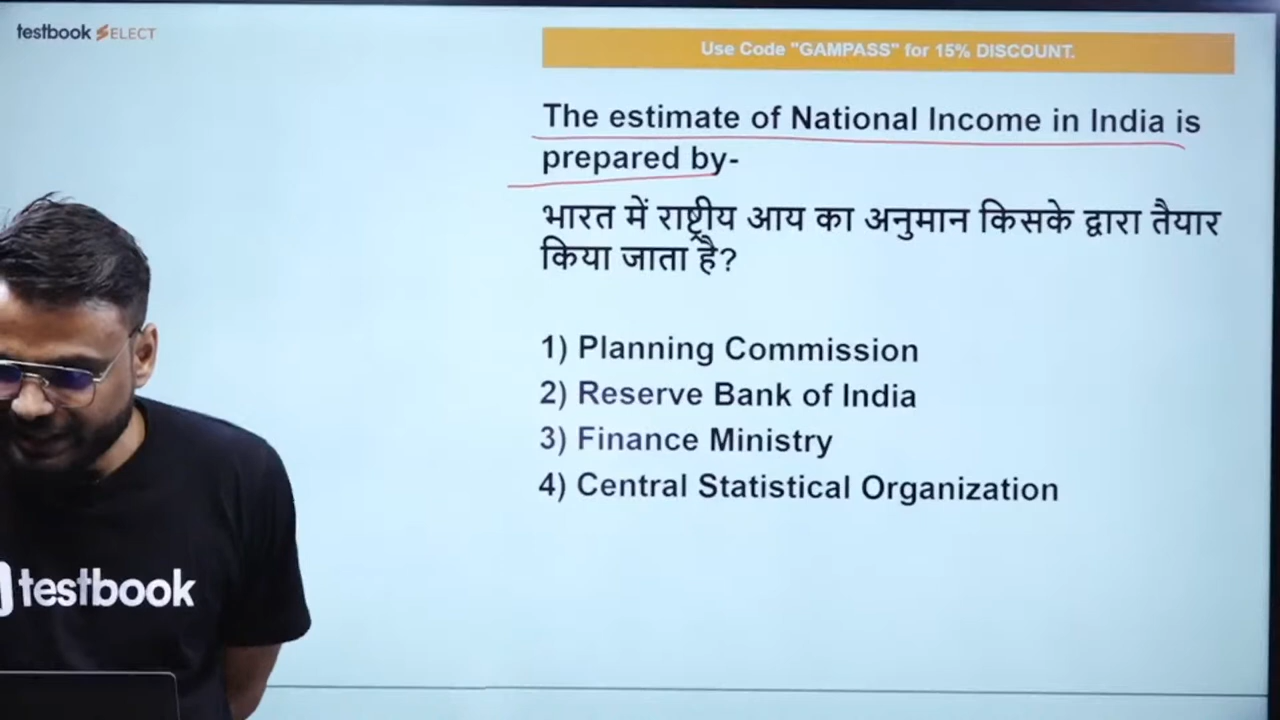 testbook SELECT
Use Code "GAMPASS" for 15% DISCOUNT.
The estimate of National Income in India is
prepared by-
भारत में राष्ट्रीय आय का अनुमान किसके द्वारा तैयार
किया जाता है?
1) Planning Commission
2) Reserve Bank of India
3) Finance Ministry
4) Central Statistical Organization
testbook